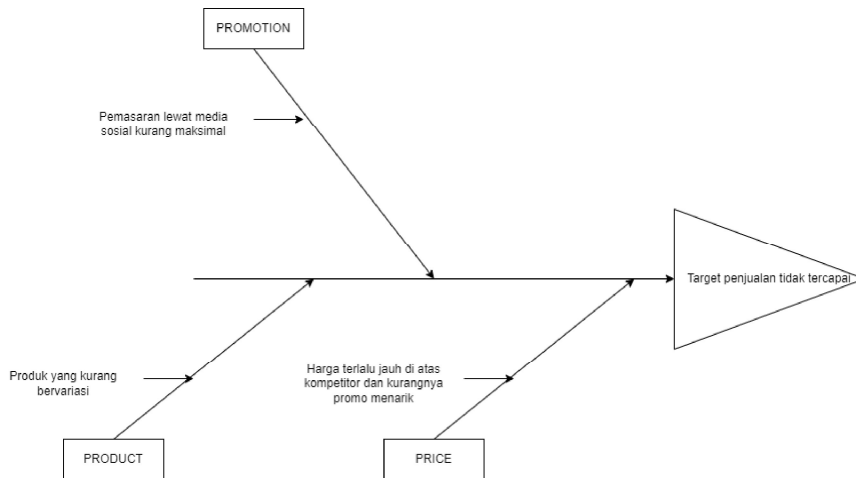 PROMOTION
Pemasaran lewat media
sosial kurang maksimal
Target penjualan tidak tercapai
Produk yang kurang
bervariasi
Harga terlalu jauh di atas
kompetitor dan kurangnya
promo menarik
PRODUCT
PRICE